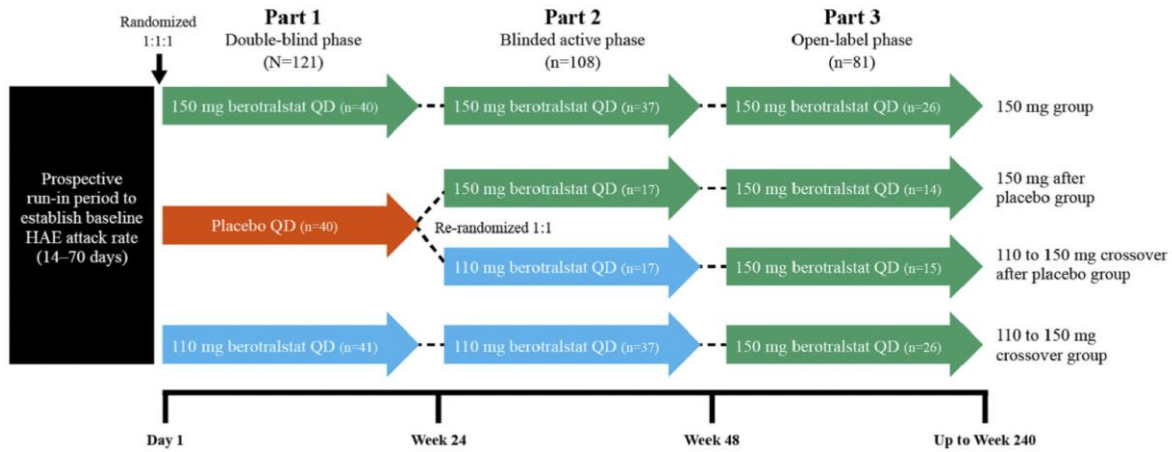 Randomized
1:1:1
Part 1
Double-blind phase
(N=121)
Part 2
Blinded active phase
(n=108)
Part 3
Open-label phase
(n=81)
Prospective
run-in period to
establish baseline
HAE attack rate
(14–70 days)
150 mg berotralstat QD (n=40)
150 mg berotralstat QD (n=37)
150 mg berotralstat QD (n=26)
150 mg group
Placebo QD (n=40)
Re-randomized 1:1
150 mg berotralstat QD (n=17)
150 mg berotralstat QD (n=14)
150 mg after
placebo group
110 mg berotralstat QD (n=17)
150 mg berotralstat QD (n=15)
110 to 150 mg crossover
after placebo group
110 mg berotralstat QD (n=41)
110 mg berotralstat QD (n=37)
150 mg berotralstat QD (n=26)
110 to 150 mg
crossover group
Day 1
Week 24
Week 48
Up to Week 240